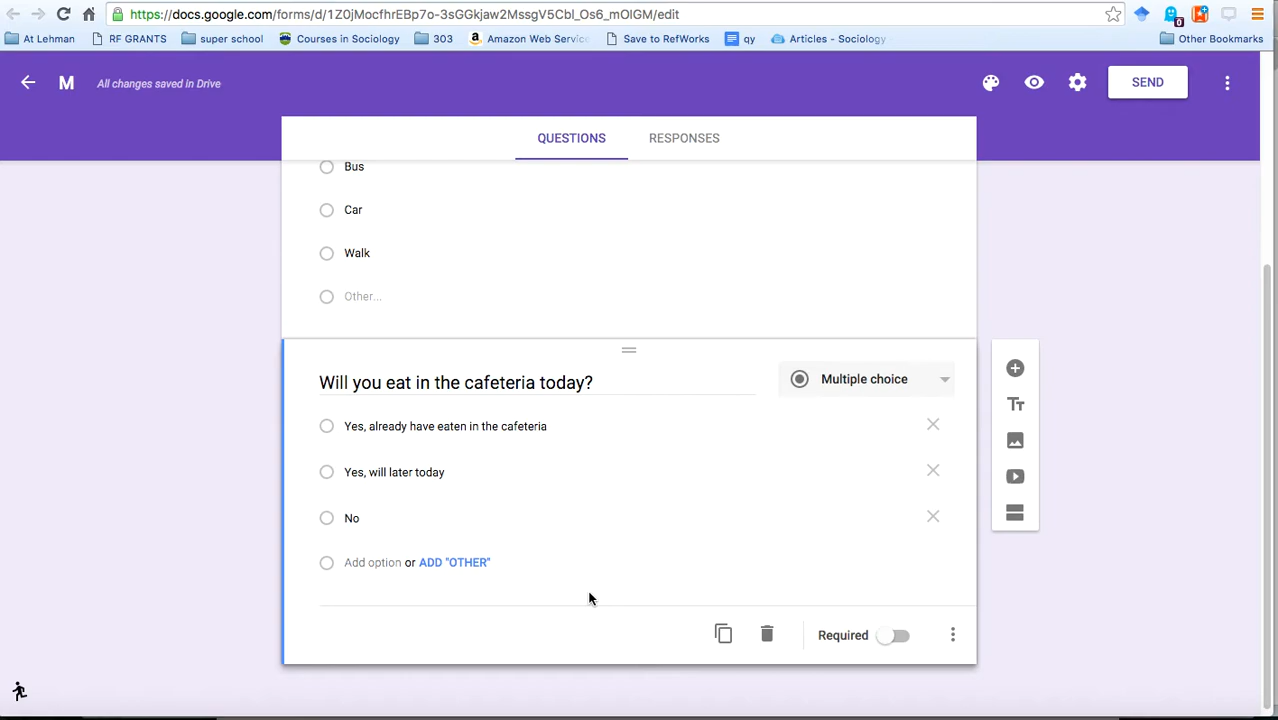 https://docs.google.com/forms/d/1Z0jMocfhrEBp7o-3sGGkjaw2MssgV5Cbl_Os6_mOlGM/edit
0
At Lehman RF GRANTS super school Courses in Sociology 303 Amazon Web Service Save to RefWorks qy Articles - Sociology Other Bookmarks
M All changes saved in Drive SEND
QUESTIONS RESPONSES
Bus
Car
Walk
Other...
Will you eat in the cafeteria today? Multiple choice
Yes, already have eaten in the cafeteria
Yes, will later today
No
Add option or ADD "OTHER"
Required